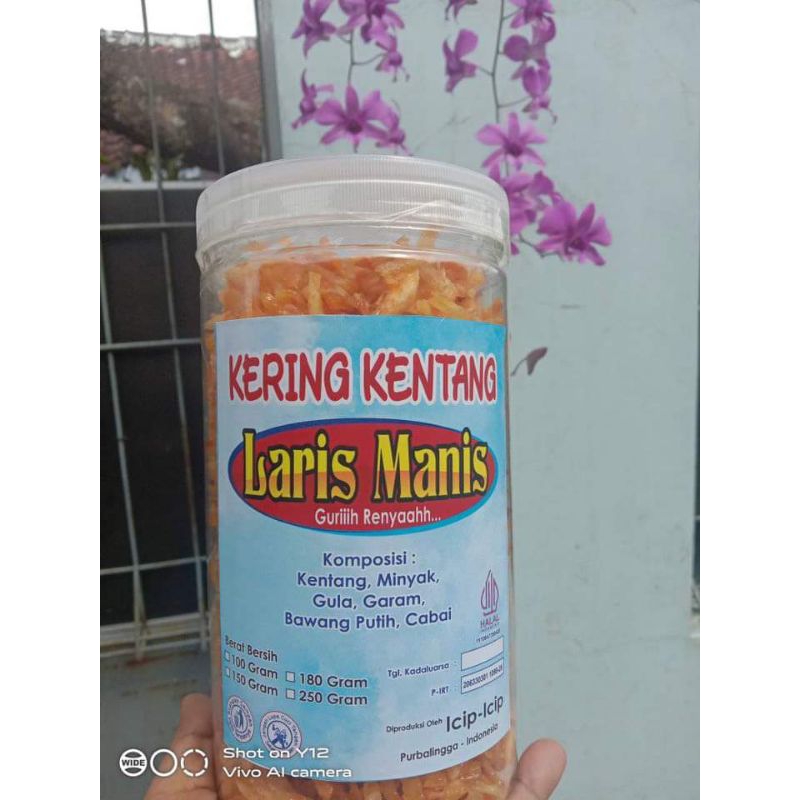 KERING KENTANG
Laris Manis
Guriiih Renyaahh...
Komposisi :
Kentang, Minyak,
Gula, Garam,
Bawang Putih, Cabai
HALAL
Berat Bersih
100 Gram
180 Gram
150 Gram
250 Gram
Tgl. Kadaluarsa :
P-IRT :
Diproduksi Oleh Icip-Icip
Purbalingga - Indonesia
WIDE
Shot on Y12
Vivo AI camera